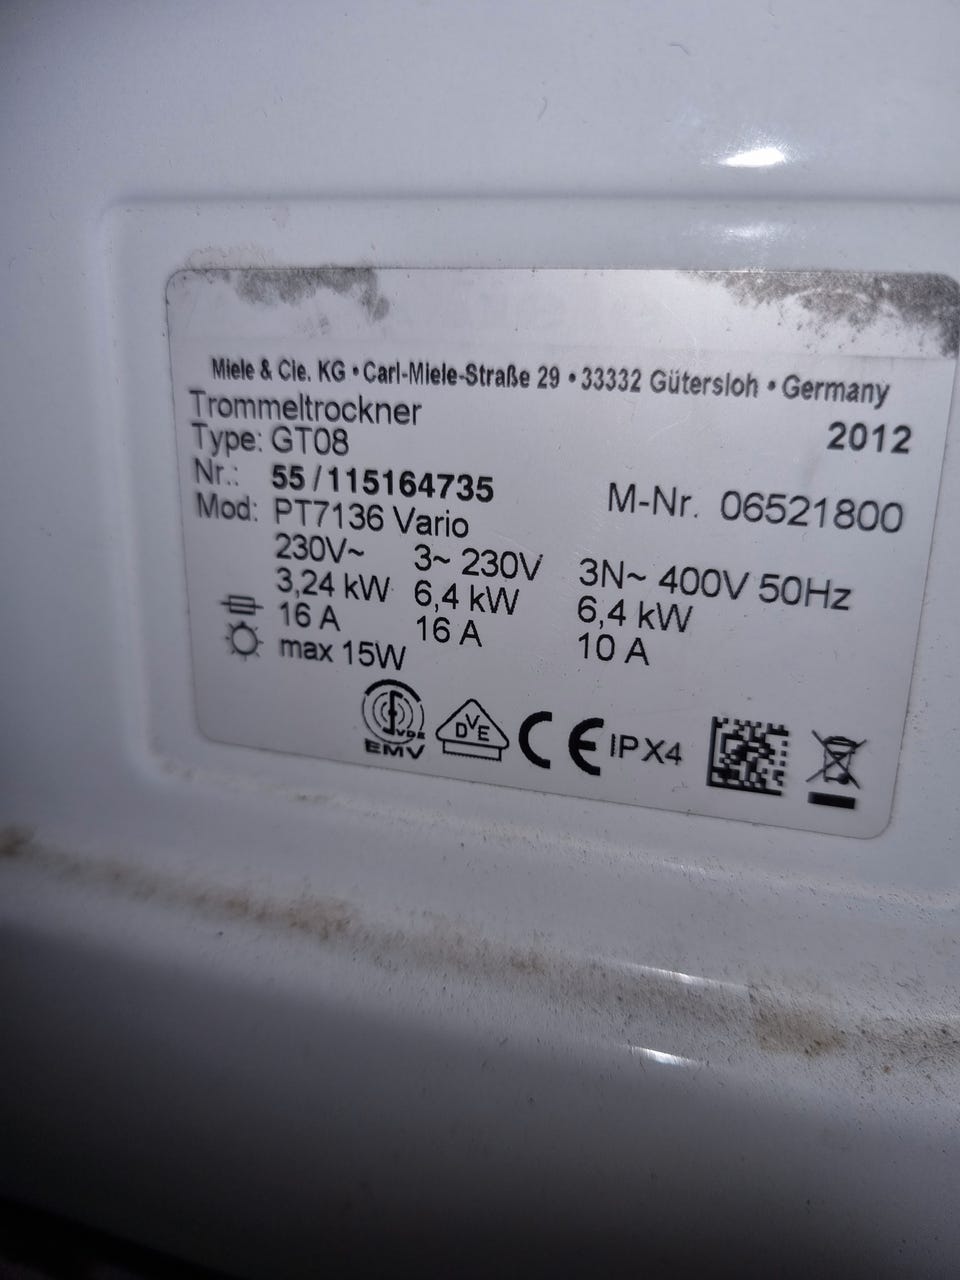 Miele & Cie. KG • Carl-Miele-Straße 29 • 33332 Gütersloh • Germany
Trommeltrockner
2012
Type: GT08
Nr.: 55 / 115164735
M-Nr. 06521800
Mod: PT7136 Vario
230V~ 3~ 230V 3N~ 400V 50Hz
3,24 kW 6,4 kW 6,4 kW
16 A 16 A 10 A
max 15W
VDE
EMV
DVE
CE IPX4